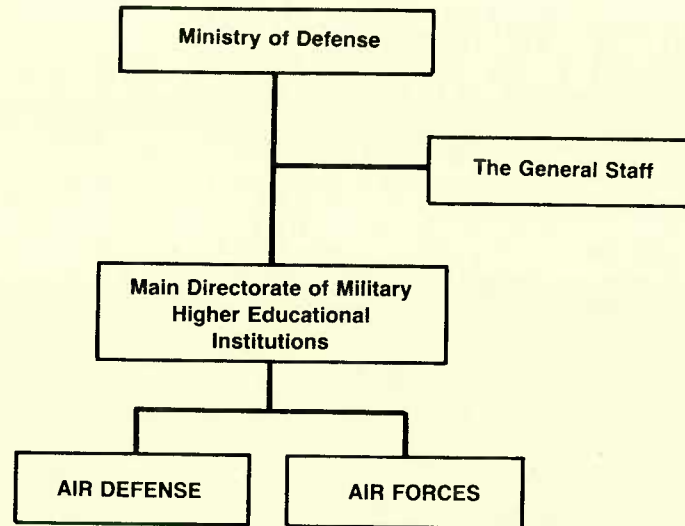 Ministry of Defense
The General Staff
Main Directorate of Military
Higher Educational
Institutions
AIR DEFENSE
AIR FORCES